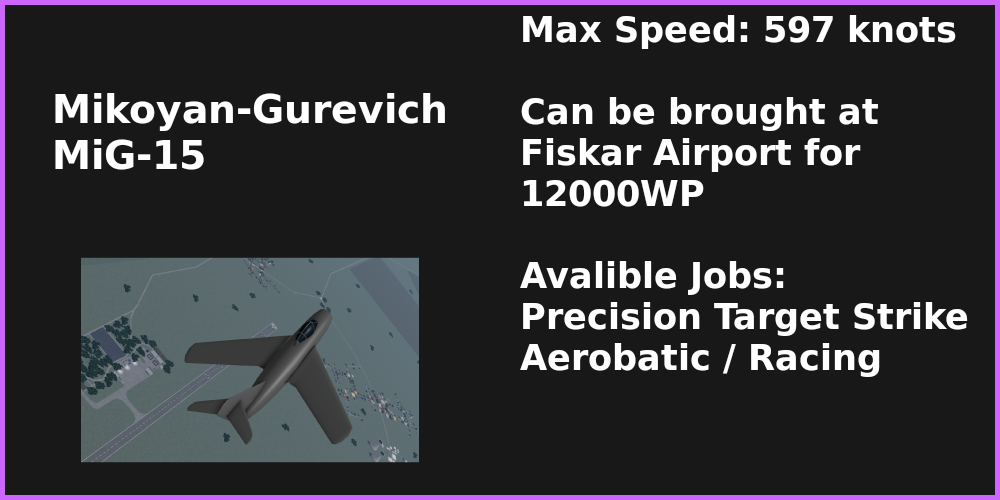 Mikoyan-Gurevich
MiG-15
Max Speed: 597 knots
Can be brought at
Fiskar Airport for
12000WP
Avalible Jobs:
Precision Target Strike
Aerobatic / Racing